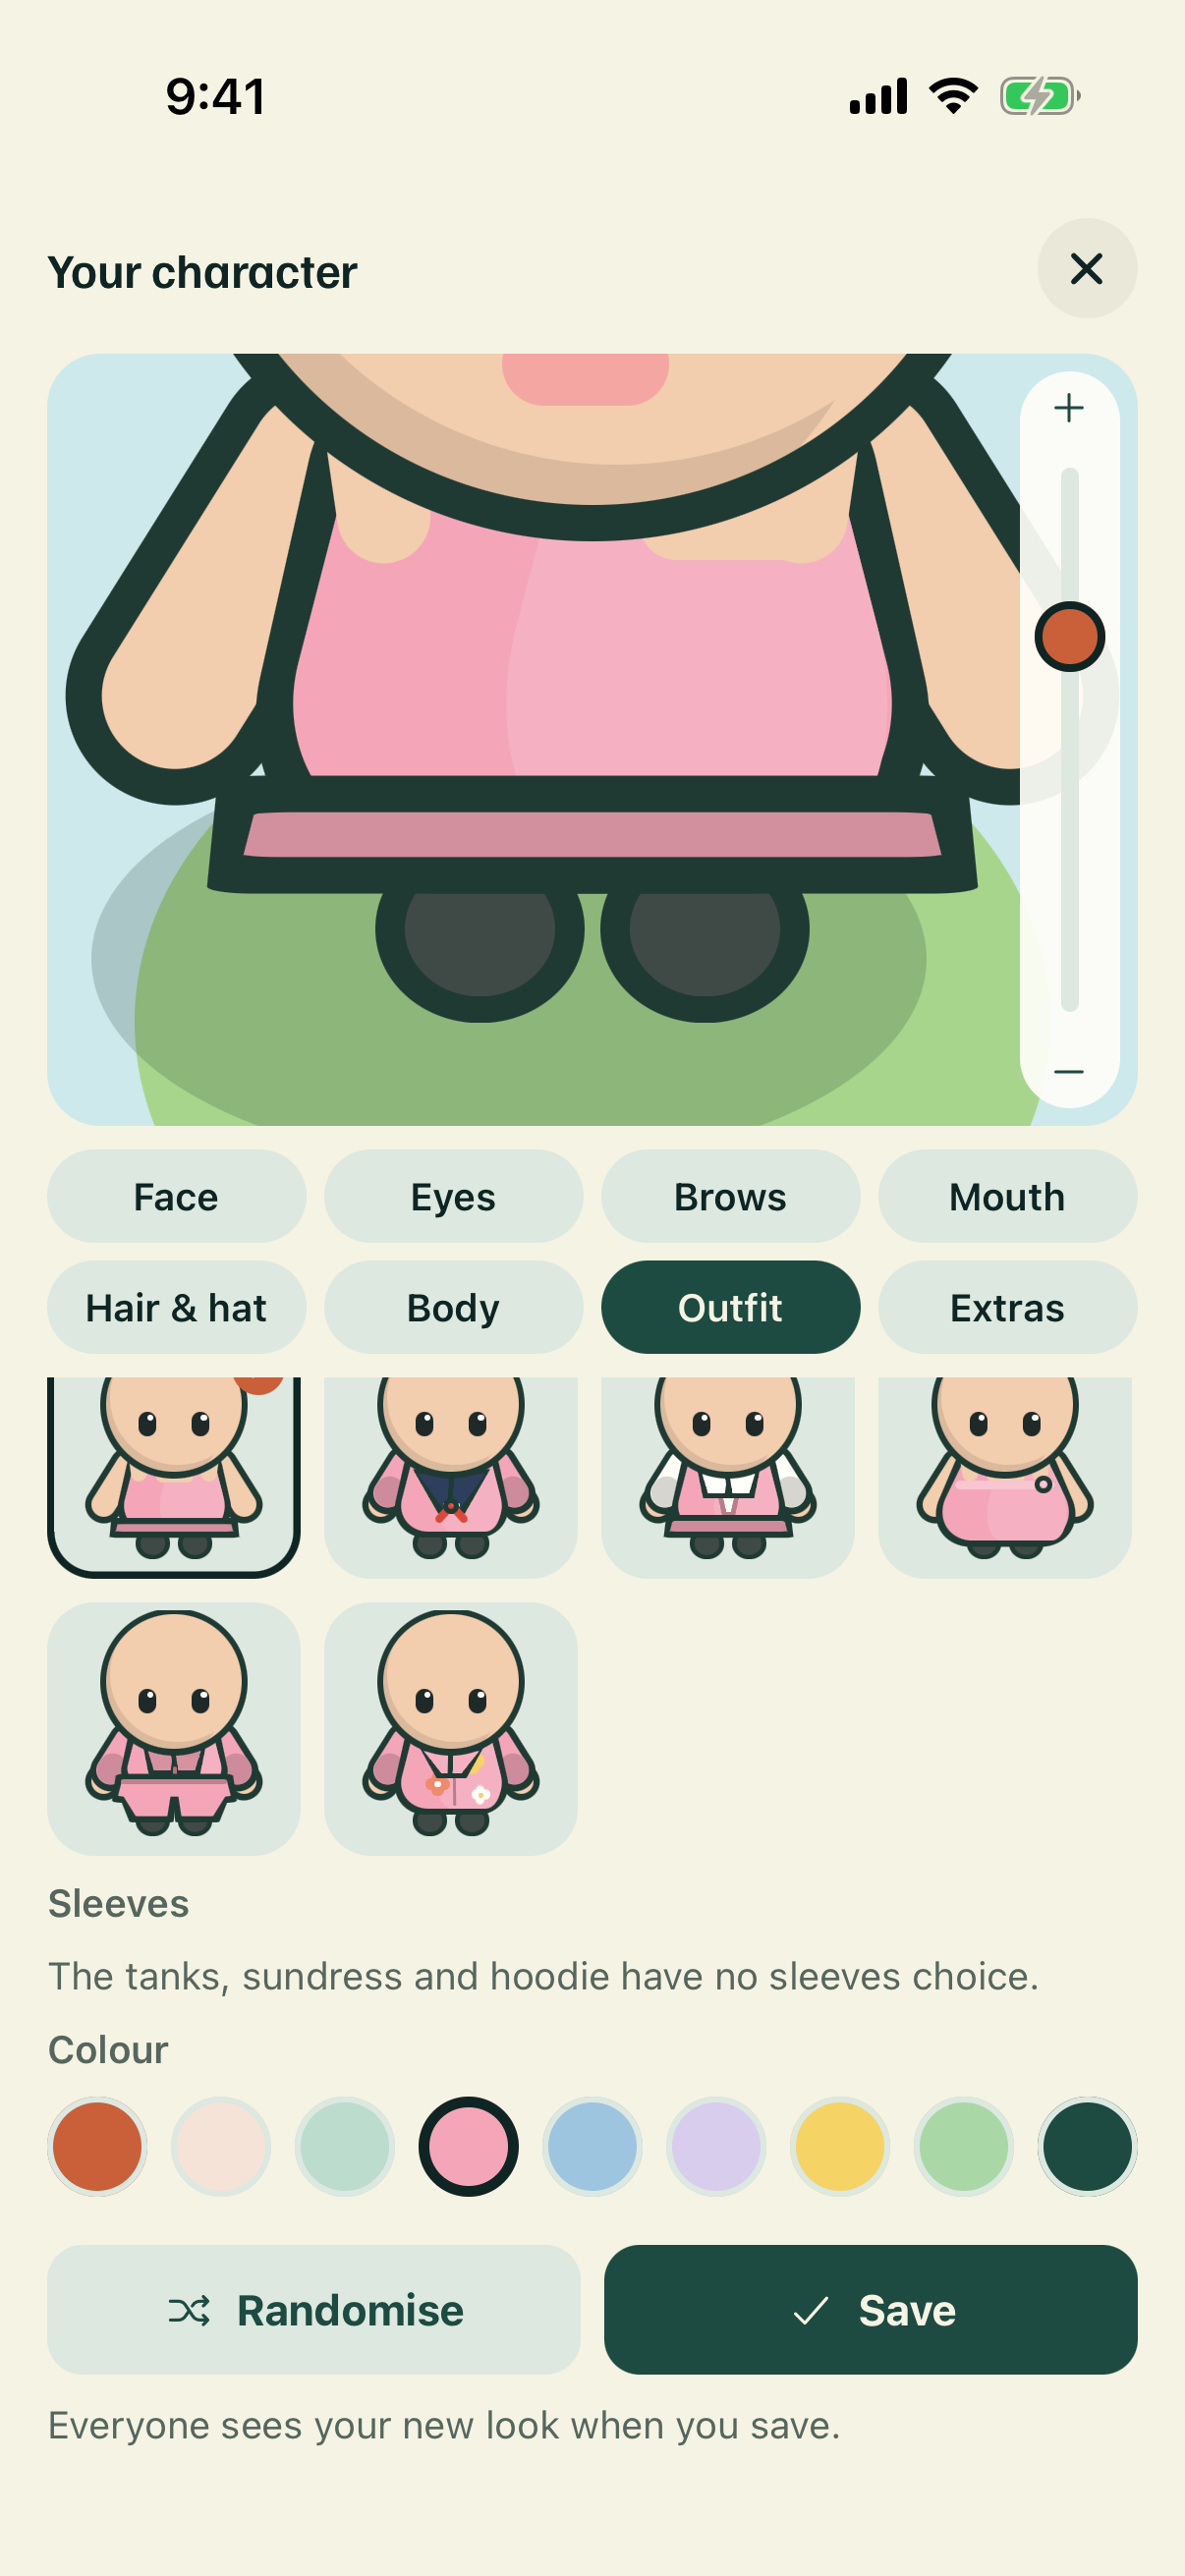 9:41
Your character
Face
Eyes
Brows
Mouth
Hair & hat
Body
Outfit
Extras
Sleeves
The tanks, sundress and hoodie have no sleeves choice.
Colour
Randomise
Save
Everyone sees your new look when you save.